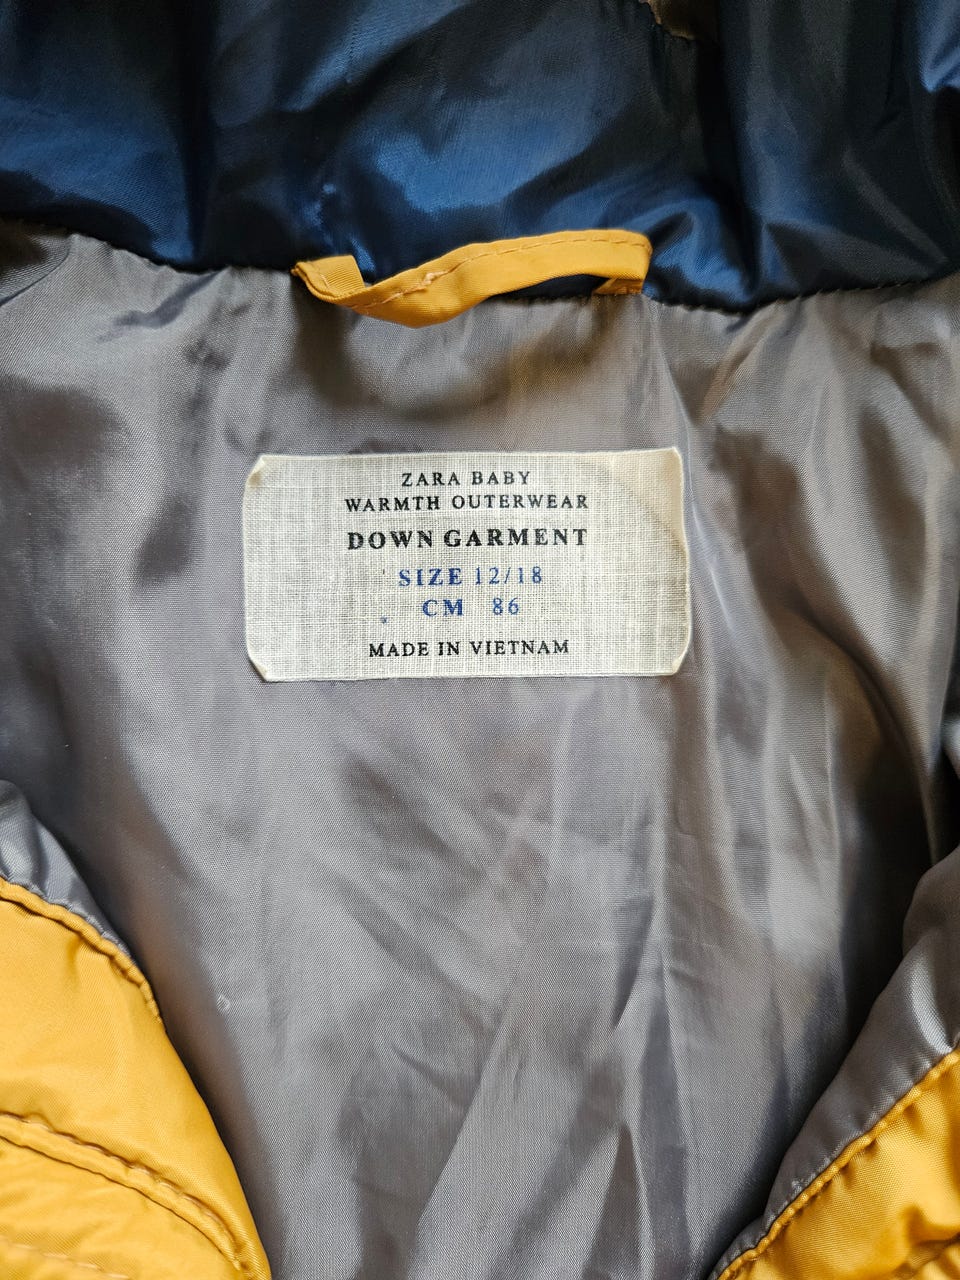 ZARA BABY
WARMTH OUTERWEAR
DOWN GARMENT
SIZE 12/18
CM 86
MADE IN VIETNAM